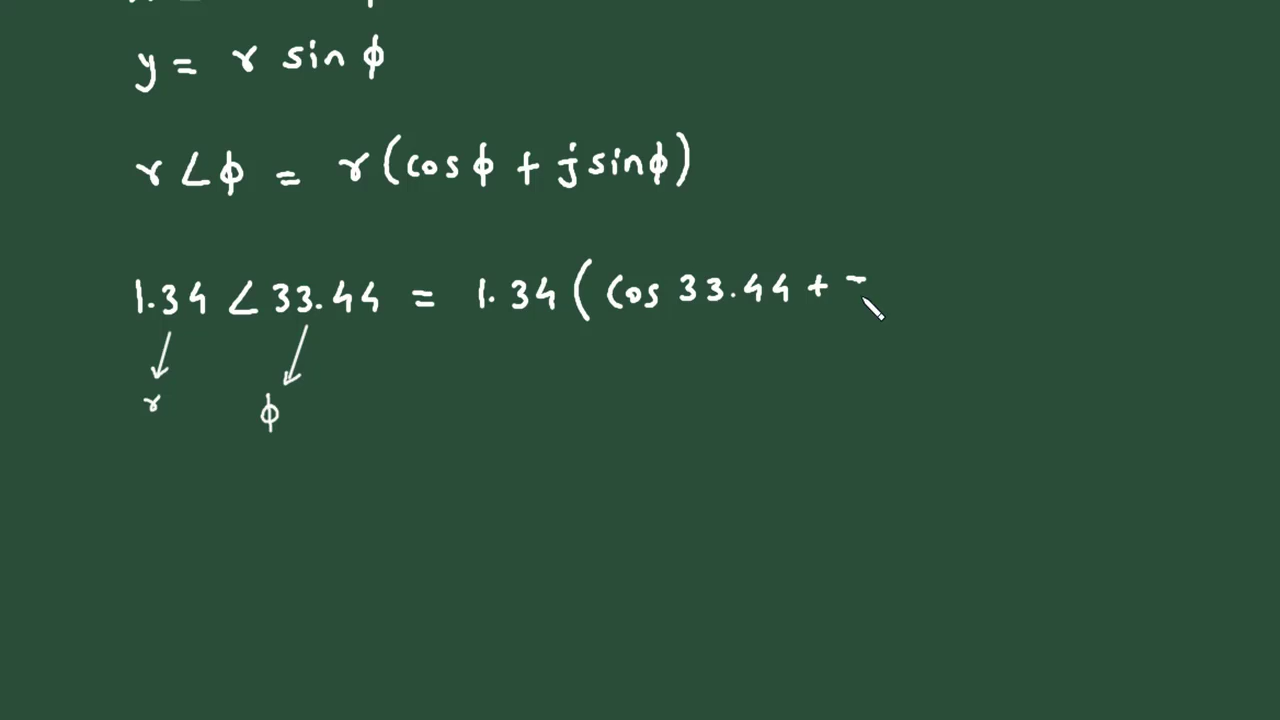 y = r sin ϕ
r ∠ ϕ = r (cos ϕ + j sin ϕ)
1.34 ∠ 33.44 = 1.34 ( cos 33.44 +
r ϕ